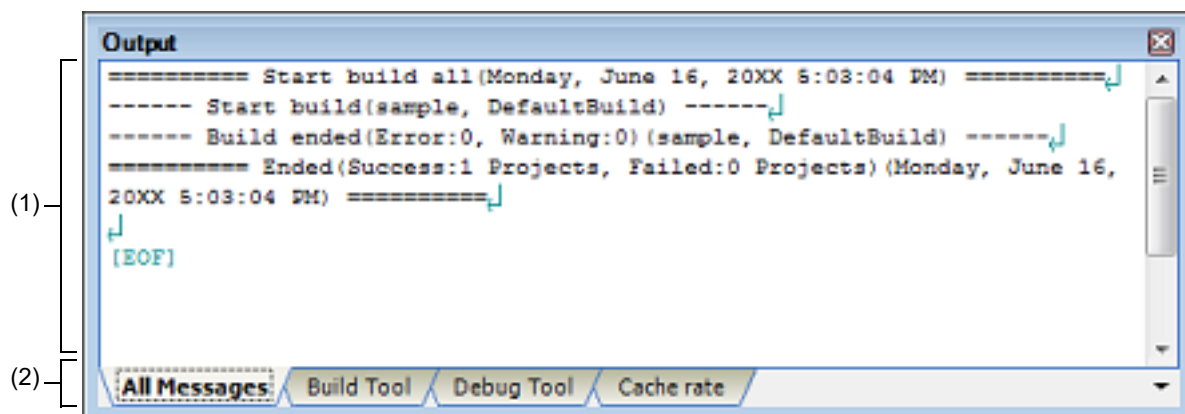 Output
========== Start build all(Monday, June 16, 20XX 5:03:04 PM) ==========
------ Start build(sample, DefaultBuild) ------
------ Build ended(Error:0, Warning:0)(sample, DefaultBuild) ------
========== Ended(Success:1 Projects, Failed:0 Projects)(Monday, June 16,
20XX 5:03:04 PM) ==========
[EOF]
(1)
(2)
All Messages Build Tool Debug Tool Cache rate